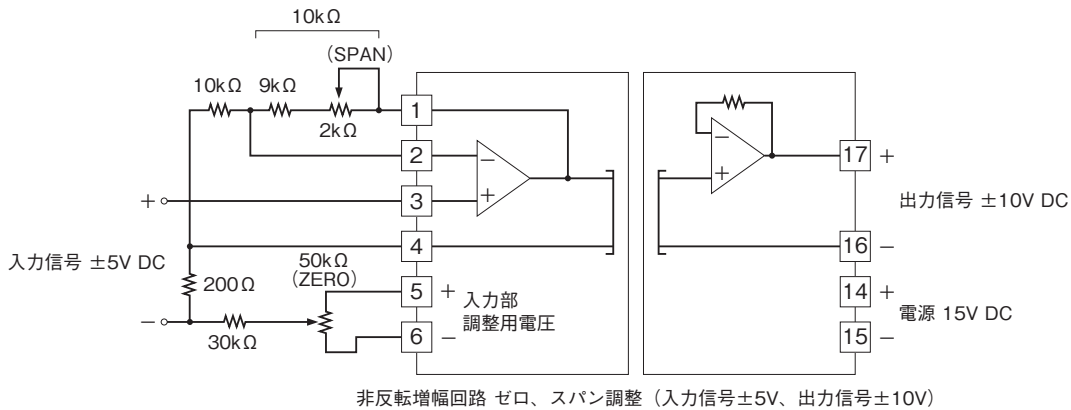 10kΩ
(SPAN)
10kΩ
9kΩ
2kΩ
1
2
3
4
5
6
−
+
+
入力信号 ±5V DC
−
200Ω
30kΩ
50kΩ
(ZERO)
+
−
入力部
調整用電圧
−
+
17
+
出力信号 ±10V DC
16
−
14
+
電源 15V DC
15
−
非反転増幅回路 ゼロ、スパン調整（入力信号±5V、出力信号±10V）